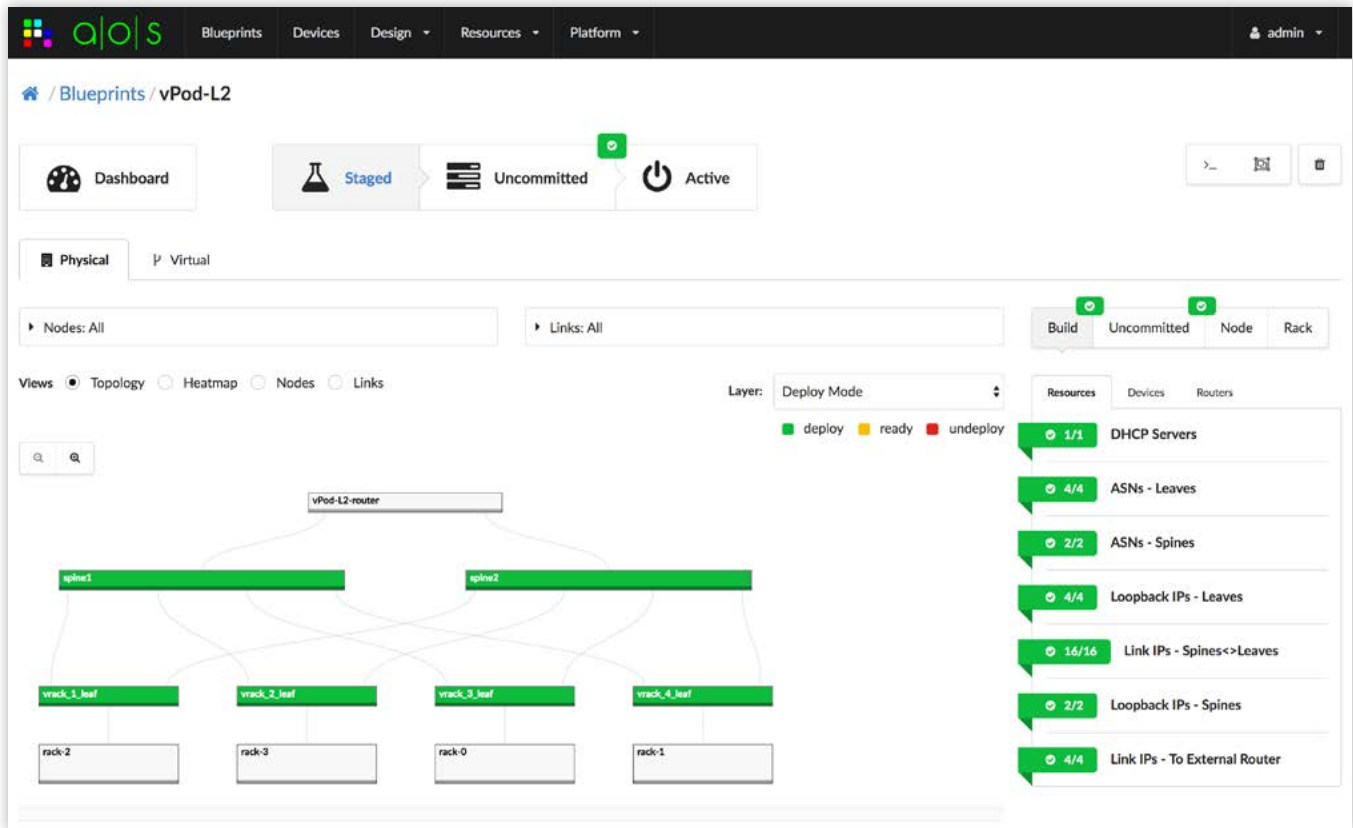 a|o|s Blueprints Devices Design Resources Platform admin
/ Blueprints / vPod-L2
Dashboard Staged Uncommitted Active >_
Physical Virtual
Nodes: All Links: All Build Uncommitted Node Rack
Views Topology Heatmap Nodes Links
Layer: Deploy Mode
deploy ready undeploy
Resources Devices Routers
1/1 DHCP Servers
4/4 ASNs - Leaves
2/2 ASNs - Spines
4/4 Loopback IPs - Leaves
16/16 Link IPs - Spines<>Leaves
2/2 Loopback IPs - Spines
4/4 Link IPs - To External Router
vPod-L2-router
spine1 spine2
vrack_1_leaf vrack_2_leaf vrack_3_leaf vrack_4_leaf
rack-2 rack-3 rack-0 rack-1